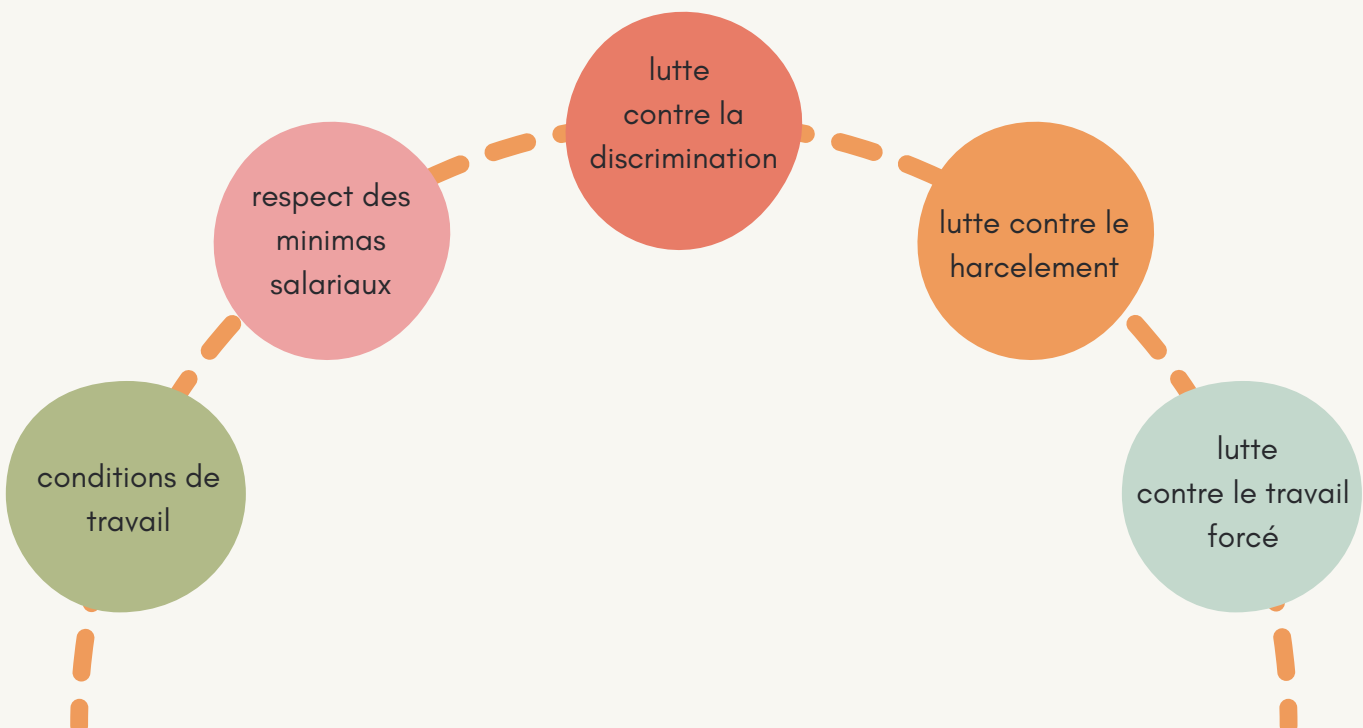 lutte
contre la
discrimination
respect des
minimas
salariaux
lutte contre le
harcelement
conditions de
travail
lutte
contre le travail
forcé